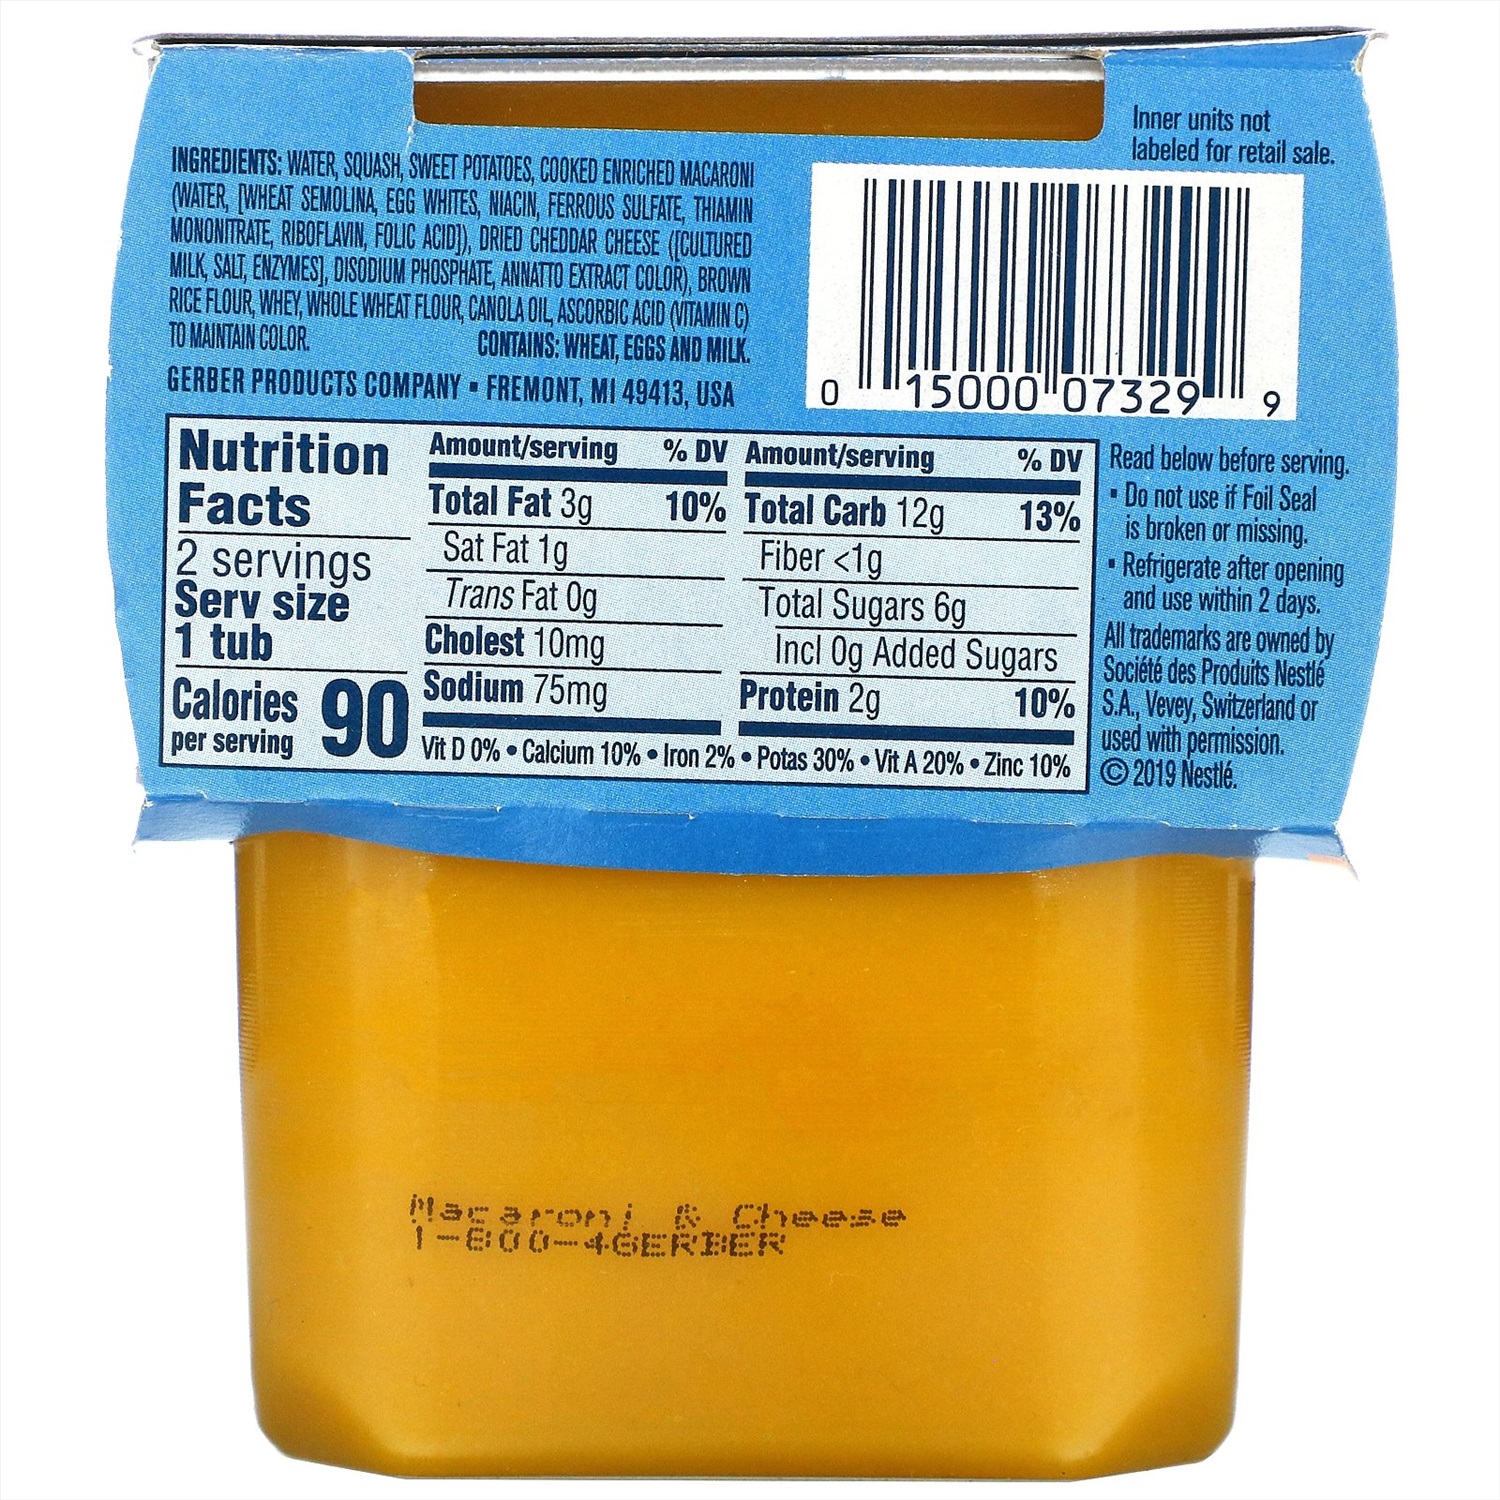 Inner units not
labeled for retail sale.
INGREDIENTS: WATER, SQUASH, SWEET POTATOES, COOKED ENRICHED MACARONI
(WATER, [WHEAT SEMOLINA, EGG WHITES, NIACIN, FERROUS SULFATE, THIAMIN
MONONITRATE, RIBOFLAVIN, FOLIC ACID]), DRIED CHEDDAR CHEESE ([CULTURED
MILK, SALT, ENZYMES], DISODIUM PHOSPHATE, ANNATTO EXTRACT COLOR), BROWN
RICE FLOUR, WHEY, WHOLE WHEAT FLOUR, CANOLA OIL, ASCORBIC ACID (VITAMIN C)
TO MAINTAIN COLOR. CONTAINS: WHEAT, EGGS AND MILK.
GERBER PRODUCTS COMPANY ▪ FREMONT, MI 49413, USA
0 15000 07329 9
Nutrition
Facts
2 servings
Serv size
1 tub
Calories 90
per serving
Amount/serving % DV
Total Fat 3g 10%
Sat Fat 1g
Trans Fat 0g
Cholest 10mg
Sodium 75mg
Amount/serving % DV
Total Carb 12g 13%
Fiber <1g
Total Sugars 6g
Incl 0g Added Sugars
Protein 2g 10%
Vit D 0% • Calcium 10% • Iron 2% • Potas 30% • Vit A 20% • Zinc 10%
Read below before serving.
▪ Do not use if Foil Seal
is broken or missing.
▪ Refrigerate after opening
and use within 2 days.
All trademarks are owned by
Société des Produits Nestlé
S.A., Vevey, Switzerland or
used with permission.
© 2019 Nestlé.
Macaroni & Cheese
1-800-4GERBER